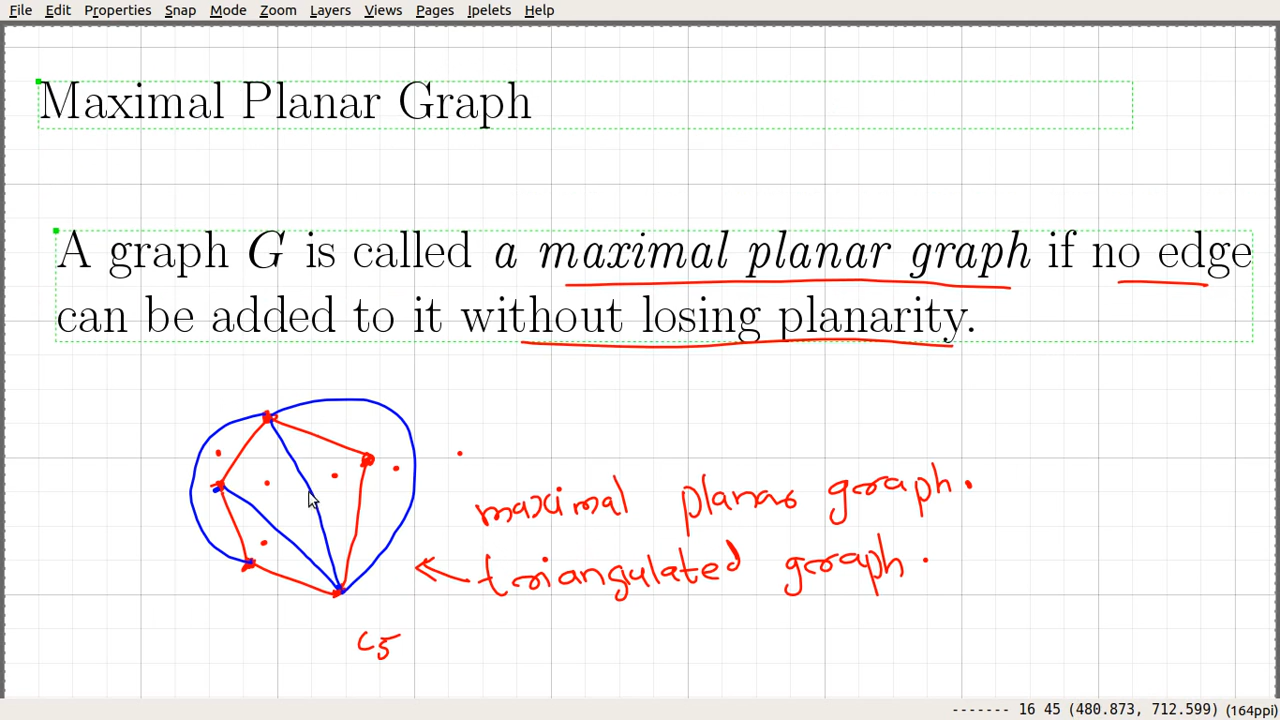 File Edit Properties Snap Mode Zoom Layers Views Pages Ipelets Help
Maximal Planar Graph
A graph G is called a maximal planar graph if no edge
can be added to it without losing planarity.
maximal planar graph.
triangulated graph.
C5
------- 16 45 (480.873, 712.599) (164ppi)